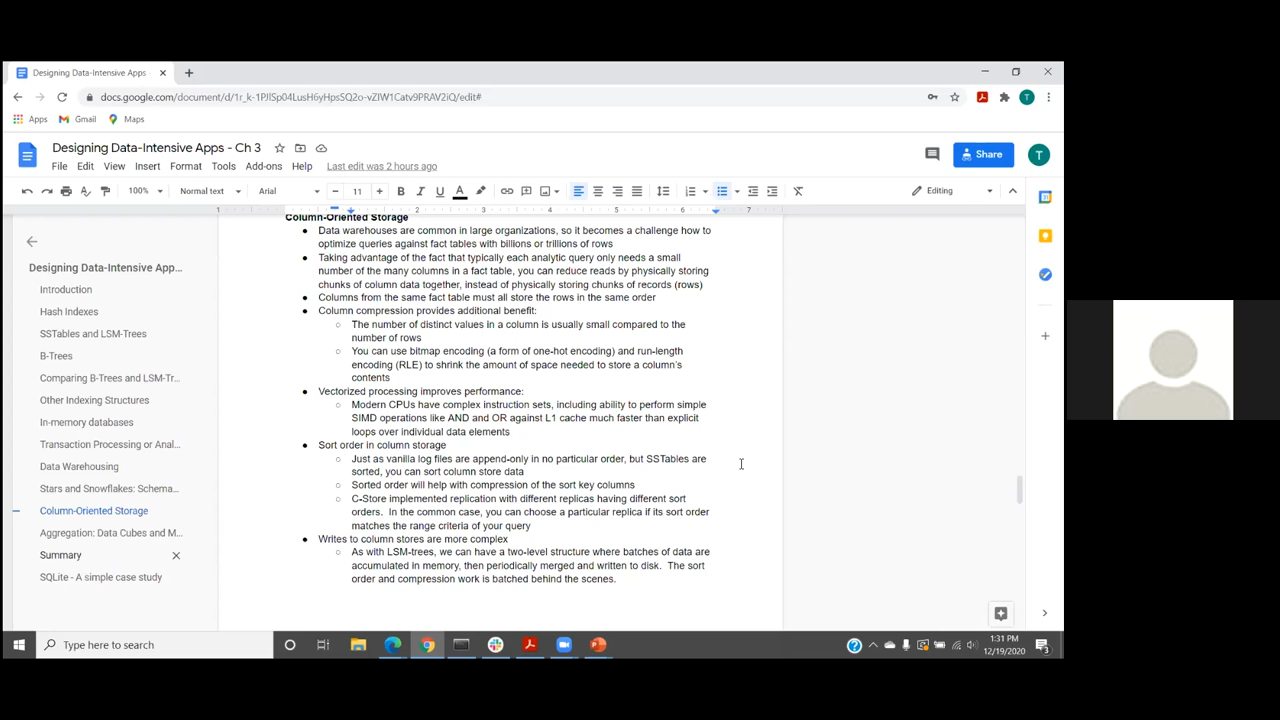 Designing Data-Intensive Apps
docs.google.com/document/d/1r_k-1PJlSp04LusH6yHpsSQ2o-vZIW1Catv9PRAV2iQ/edit#
Apps Gmail Maps
Designing Data-Intensive Apps - Ch 3
File Edit View Insert Format Tools Add-ons Help Last edit was 2 hours ago
Share
T
T
100% Normal text Arial 11 B I U A Editing
1 1 2 3 4 5 6 7
Designing Data-Intensive App...
Introduction
Hash Indexes
SSTables and LSM-Trees
B-Trees
Comparing B-Trees and LSM-Tr...
Other Indexing Structures
In-memory databases
Transaction Processing or Anal...
Data Warehousing
Stars and Snowflakes: Schema...
Column-Oriented Storage
Aggregation: Data Cubes and M...
Summary
SQLite - A simple case study
Column-Oriented Storage
● Data warehouses are common in large organizations, so it becomes a challenge how to
optimize queries against fact tables with billions or trillions of rows
● Taking advantage of the fact that typically each analytic query only needs a small
number of the many columns in a fact table, you can reduce reads by physically storing
chunks of column data together, instead of physically storing chunks of records (rows)
● Columns from the same fact table must all store the rows in the same order
● Column compression provides additional benefit:
○ The number of distinct values in a column is usually small compared to the
number of rows
○ You can use bitmap encoding (a form of one-hot encoding) and run-length
encoding (RLE) to shrink the amount of space needed to store a column's
contents
● Vectorized processing improves performance:
○ Modern CPUs have complex instruction sets, including ability to perform simple
SIMD operations like AND and OR against L1 cache much faster than explicit
loops over individual data elements
● Sort order in column storage
○ Just as vanilla log files are append-only in no particular order, but SSTables are
sorted, you can sort column store data
○ Sorted order will help with compression of the sort key columns
○ C-Store implemented replication with different replicas having different sort
orders. In the common case, you can choose a particular replica if its sort order
matches the range criteria of your query
● Writes to column stores are more complex
○ As with LSM-trees, we can have a two-level structure where batches of data are
accumulated in memory, then periodically merged and written to disk. The sort
order and compression work is batched behind the scenes.
Type here to search
1:31 PM
12/19/2020
3